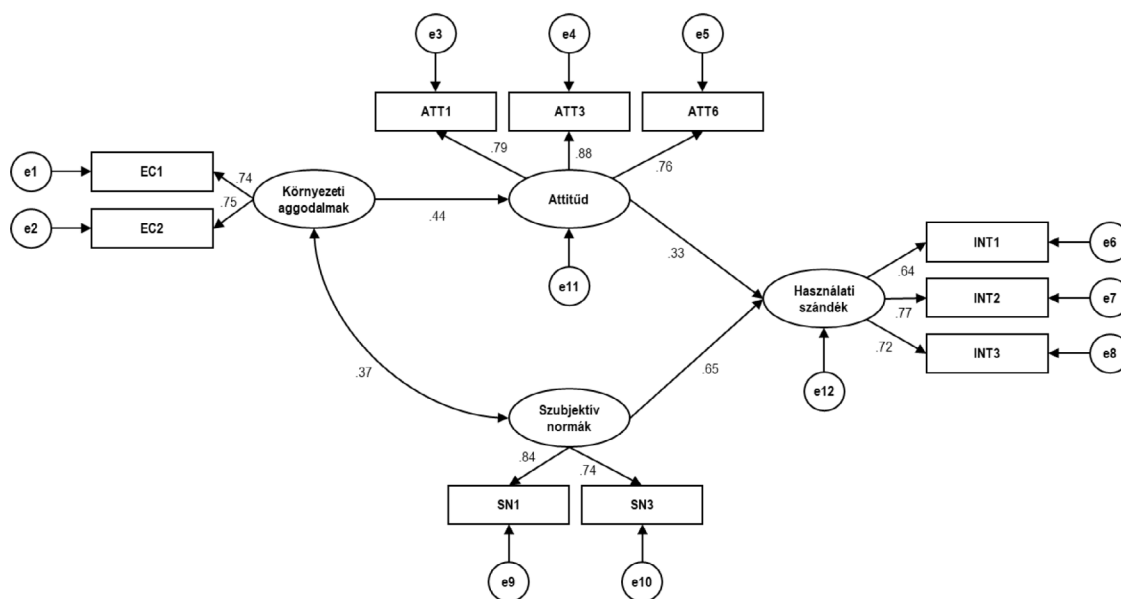 e3
e4
e5
ATT1
ATT3
ATT6
.79
.88
.76
e1
EC1
.74
Környezeti
aggodalmak
.44
Attitűd
e2
EC2
.75
.33
e11
INT1
e6
.64
Használati
szándék
INT2
e7
.77
INT3
e8
.72
.37
.65
e12
Szubjektív
normák
.84
.74
SN1
SN3
e9
e10